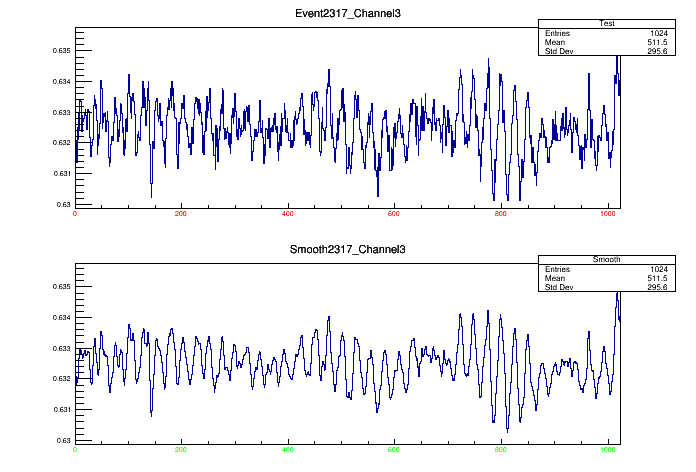 Event2317_Channel3
Test
Entries 1024
Mean 511.5
Std Dev 295.6
0.635
0.634
0.633
0.632
0.631
0.63
0 200 400 600 800 1000
Smooth2317_Channel3
Smooth
Entries 1024
Mean 511.5
Std Dev 295.6
0.635
0.634
0.633
0.632
0.631
0.63
0 200 400 600 800 1000